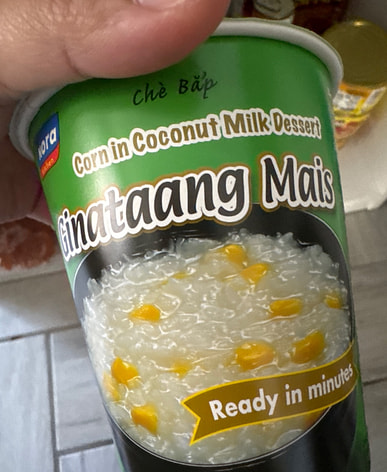 Chè Bắp
Corn in Coconut Milk Dessert
Ginataang Mais
Ready in minutes